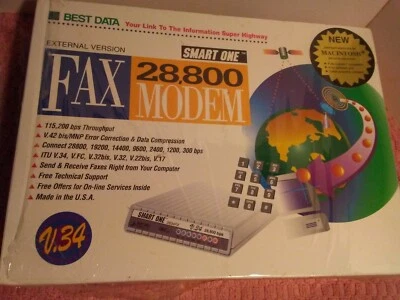 BEST DATA
Your Link To The Information Super Highway
EXTERNAL VERSION
SMART ONE™
FAX
28.800
MODEM
NEW
MACINTOSH
115,200 bps Throughput
V.42 bis/MNP Error Correction & Data Compression
Connect 28800, 19200, 14400, 9600, 2400, 1200, 300 bps
ITU V.34, V.FC, V.32bis, V.32, V.22bis, V.17
Send & Receive Faxes Right from Your Computer
Free Technical Support
Free Offers for On-line Services Inside
Made in the U.S.A.
V.34
SMART ONE
V.34